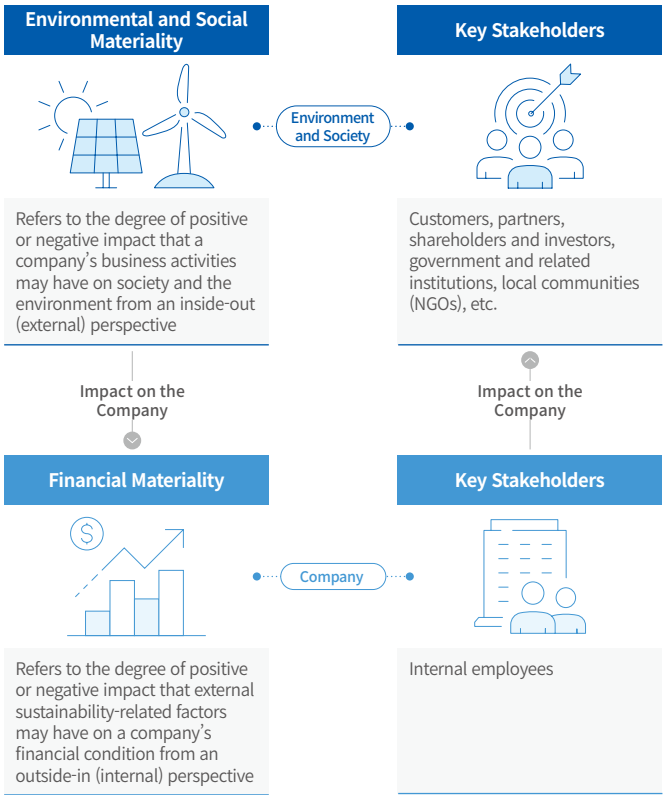 Environmental and Social
Materiality
Key Stakeholders
Environment
and Society
Refers to the degree of positive
or negative impact that a
company's business activities
may have on society and the
environment from an inside-out
(external) perspective
Customers, partners,
shareholders and investors,
government and related
institutions, local communities
(NGOs), etc.
Impact on the
Company
Impact on the
Company
Financial Materiality
Key Stakeholders
$
Company
Refers to the degree of positive
or negative impact that external
sustainability-related factors
may have on a company's
financial condition from an
outside-in (internal) perspective
Internal employees